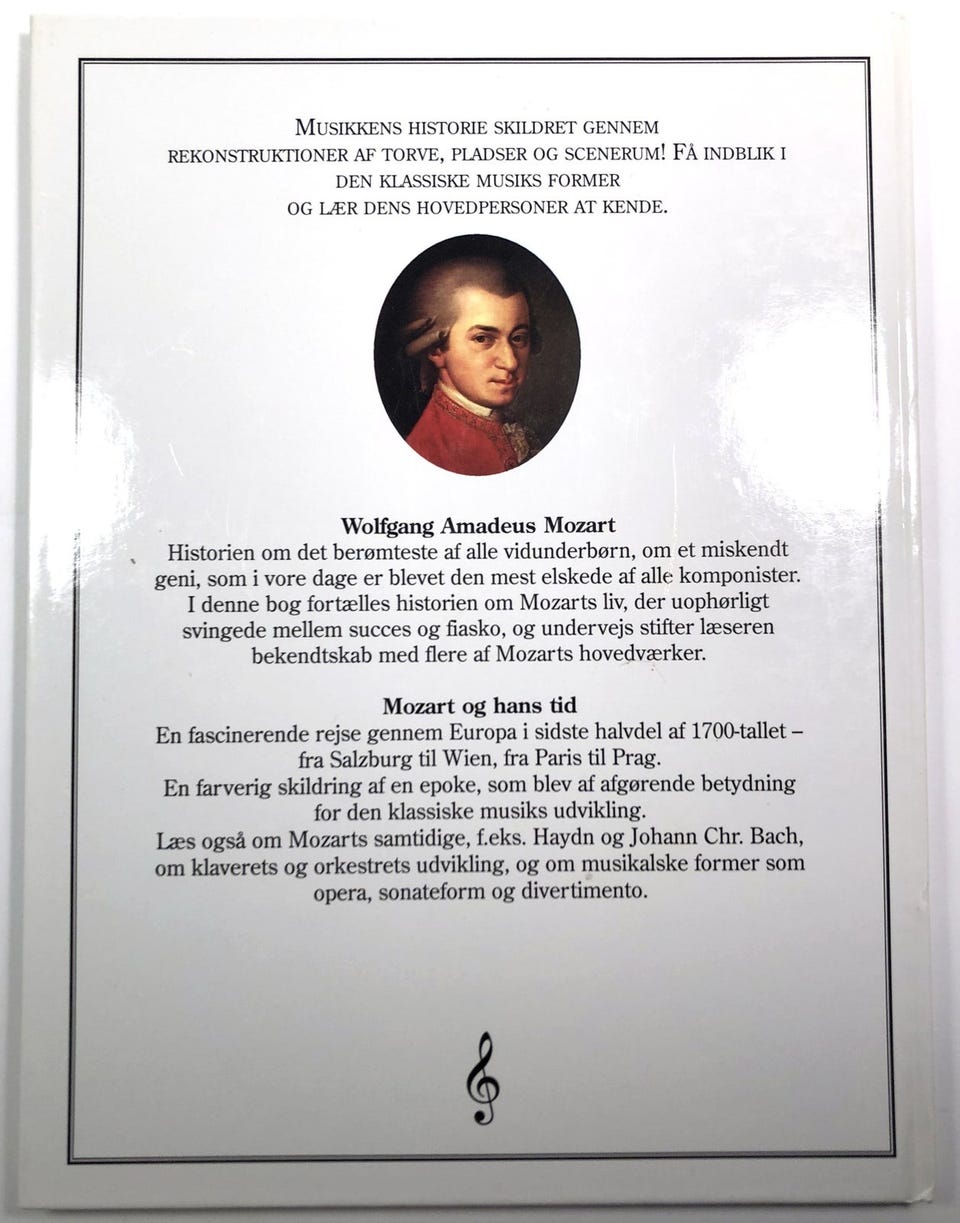 MUSIKKENS HISTORIE SKILDRET GENNEM
REKONSTRUKTIONER AF TORVE, PLADSER OG SCENERUM! FÅ INDBLIK I
DEN KLASSISKE MUSIKS FORMER
OG LÆR DENS HOVEDPERSONER AT KENDE.
Wolfgang Amadeus Mozart
Historien om det berømteste af alle vidunderbørn, om et miskendt
geni, som i vore dage er blevet den mest elskede af alle komponister.
I denne bog fortælles historien om Mozarts liv, der uophørligt
svingede mellem succes og fiasko, og undervejs stifter læseren
bekendtskab med flere af Mozarts hovedværker.
Mozart og hans tid
En fascinerende rejse gennem Europa i sidste halvdel af 1700-tallet –
fra Salzburg til Wien, fra Paris til Prag.
En farverig skildring af en epoke, som blev af afgørende betydning
for den klassiske musiks udvikling.
Læs også om Mozarts samtidige, f.eks. Haydn og Johann Chr. Bach,
om klaverets og orkestrets udvikling, og om musikalske former som
opera, sonateform og divertimento.